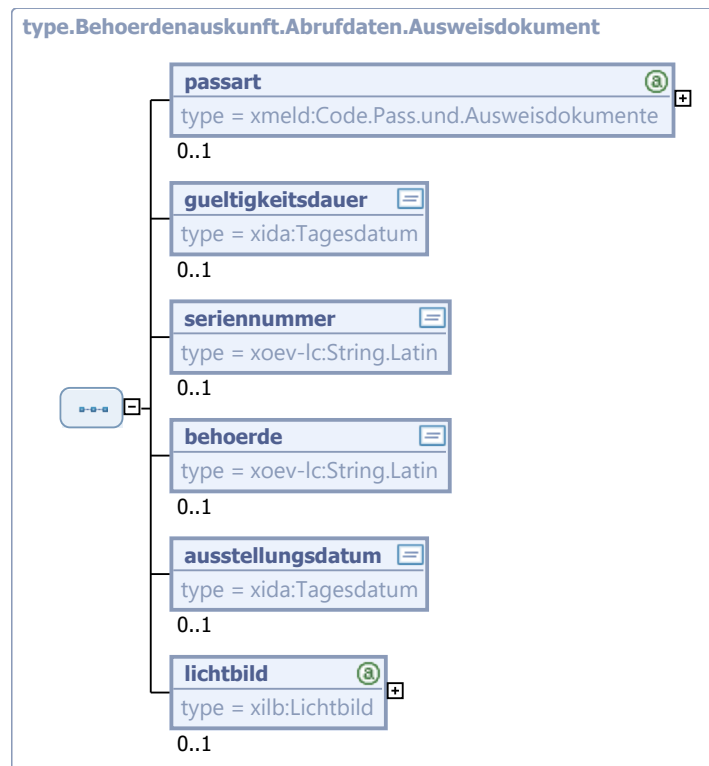 type.Behoerdenauskunft.Abrufdaten.Ausweisdokument
passart
type = xmeld:Code.Pass.und.Ausweisdokumente
0..1
gueltigkeitsdauer
type = xida:Tagesdatum
0..1
seriennummer
type = xoev-lc:String.Latin
0..1
behoerde
type = xoev-lc:String.Latin
0..1
ausstellungsdatum
type = xida:Tagesdatum
0..1
lichtbild
type = xilb:Lichtbild
0..1